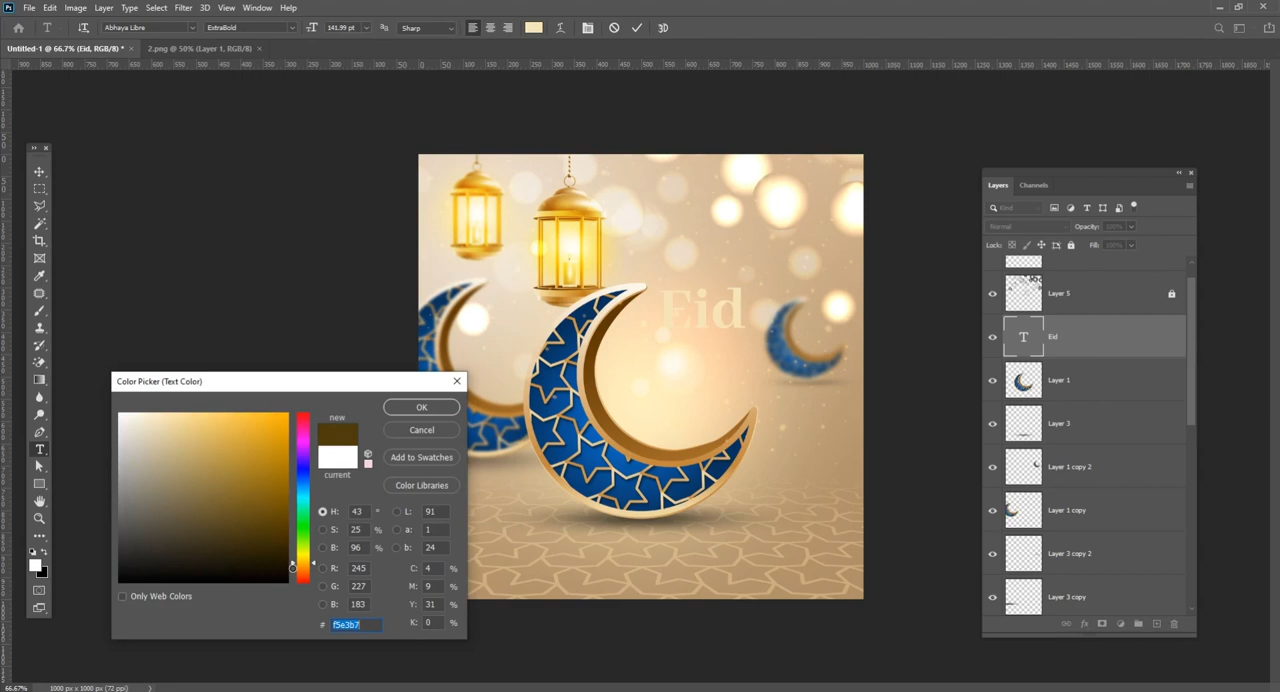 Ps File Edit Image Layer Type Select Filter 3D View Window Help
T Abhaya Libre ExtraBold 141.99 pt aa Sharp 3D
Untitled-1 @ 66.7% (Eid, RGB/8) * × 2.png @ 50% (Layer 1, RGB/8) ×
Eid
Color Picker (Text Color)
new
current
OK
Cancel
Add to Swatches
Color Libraries
H: 43 ° L: 91
S: 25 % a: 1
B: 96 % b: 24
R: 245 C: 4 %
G: 227 M: 9 %
B: 183 Y: 31 %
# f5e3b7 K: 0 %
Only Web Colors
Layers Channels
Kind
Normal Opacity: 100%
Lock: Fill: 100%
Layer 5
T Eid
Layer 1
Layer 3
Layer 1 copy 2
Layer 1 copy
Layer 3 copy 2
Layer 3 copy
fx
66.67% 1000 px x 1000 px (72 ppi)